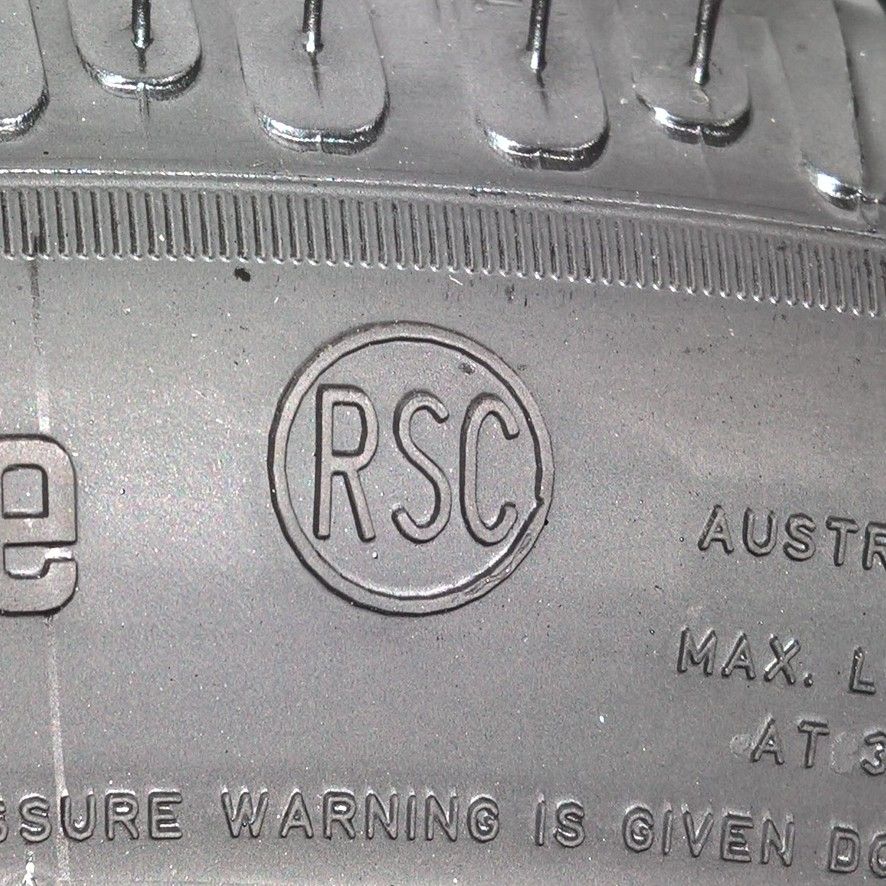 RSC
e
AUSTR
MAX. L
AT 3
SSURE WARNING IS GIVEN DO